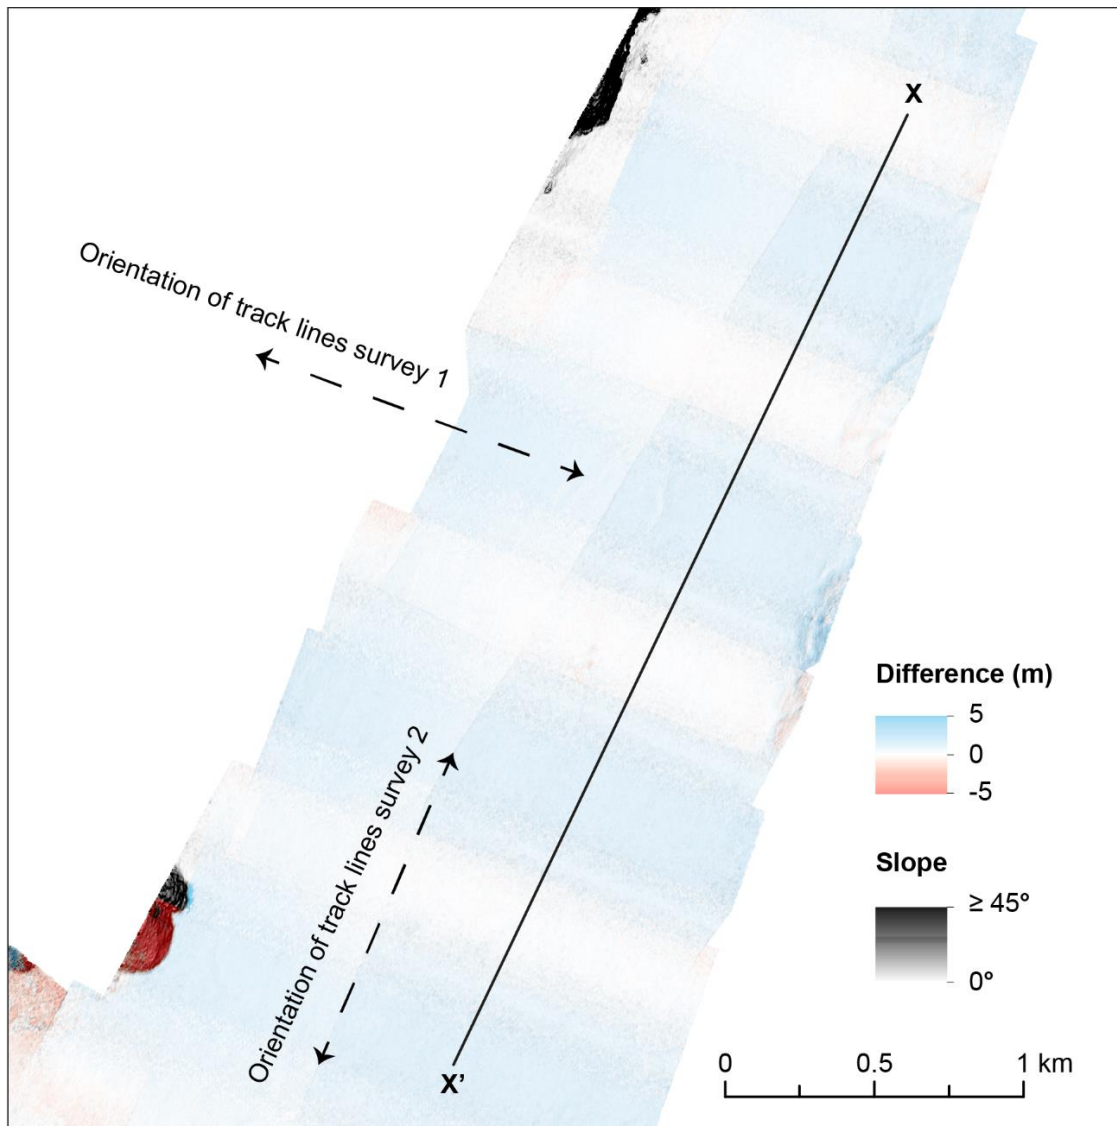 X
Orientation of track lines survey 1
Orientation of track lines survey 2
X'
Difference (m)
5
0
-5
Slope
≥ 45°
0°
0 0.5 1 km